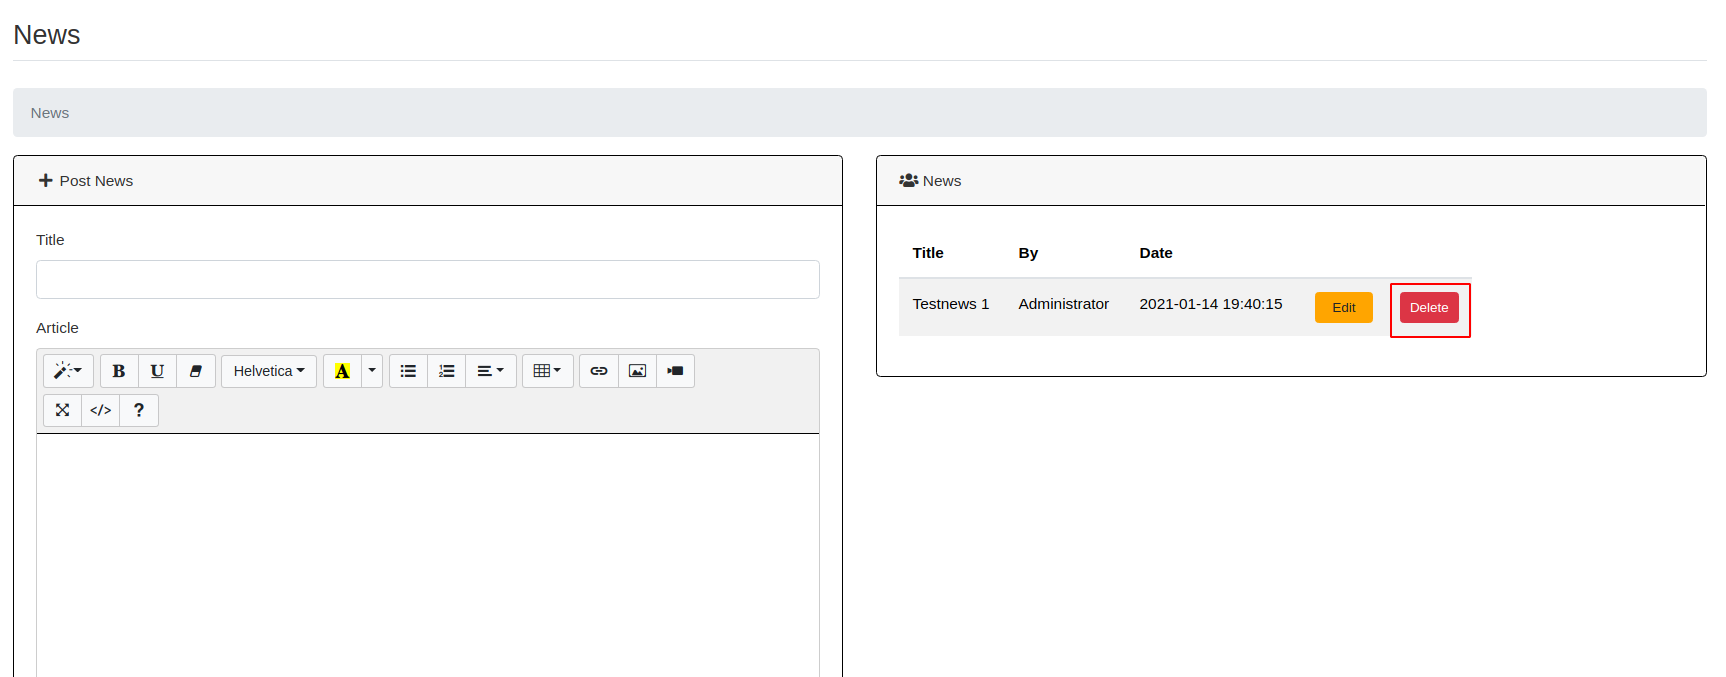 News
News
Post News
Title
Article
B U Helvetica A
</> ?
News
Title By Date
Testnews 1 Administrator 2021-01-14 19:40:15 Edit Delete